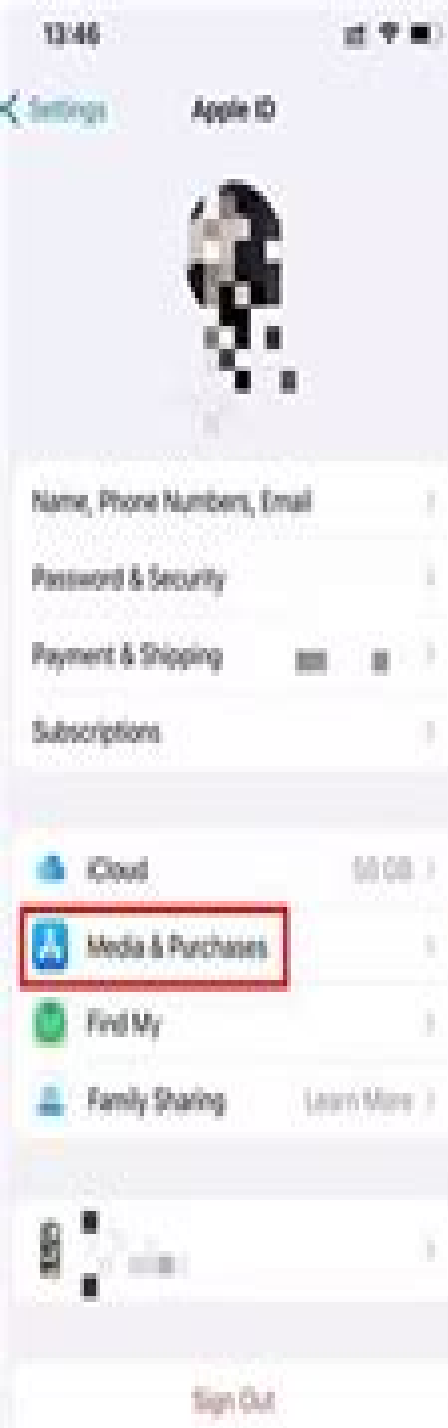 13:46
Settings
Apple ID
Name, Phone Numbers, Email
Password & Security
Payment & Shipping
Subscriptions
iCloud
50 GB
Media & Purchases
Find My
Family Sharing
Learn More
Sign Out